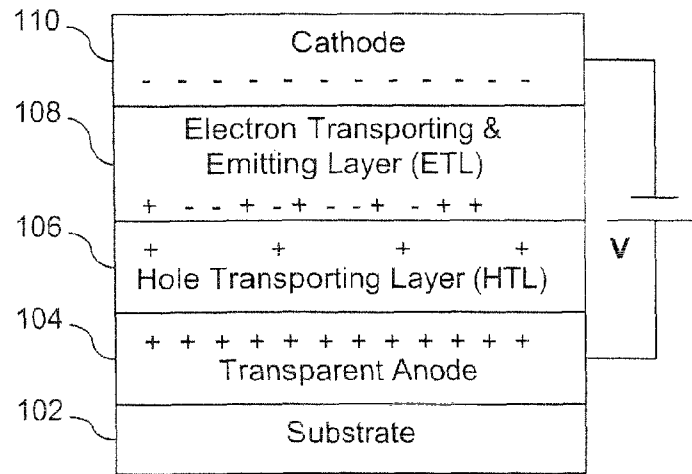 110
Cathode
- - - - - - - - - - - -
108
Electron Transporting &
Emitting Layer (ETL)
+ - - + - + - - + - + +
106
+ + + +
V
Hole Transporting Layer (HTL)
104
+ + + + + + + + + + + +
Transparent Anode
102
Substrate